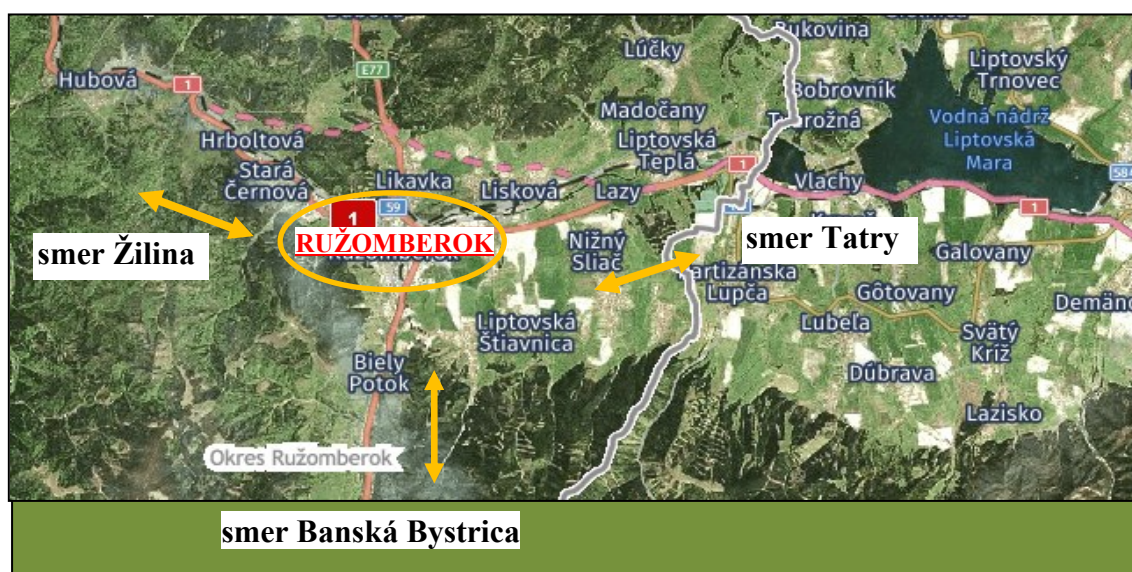 Bukovina
Lúčky
Liptovský
Trnovec
Hubová
E77
1
Bobrovník
Madočany
Vodná nádrž
Liptovská
Mara
Hrboltová
Liptovská
Teplá
1
584
Stará
Černová
Likavka
Lisková
Lazy
Vlachy
1
59
1
smer Žilina
RUŽOMBEROK
Nižný
Sliač
smer Tatry
Galovany
Partizánska
Ľupča
Gôtovany
Liptovská
Štiavnica
Ľubeľa
Svätý
Kríž
Biely
Potok
Dúbrava
Lazisko
Okres Ružomberok
smer Banská Bystrica